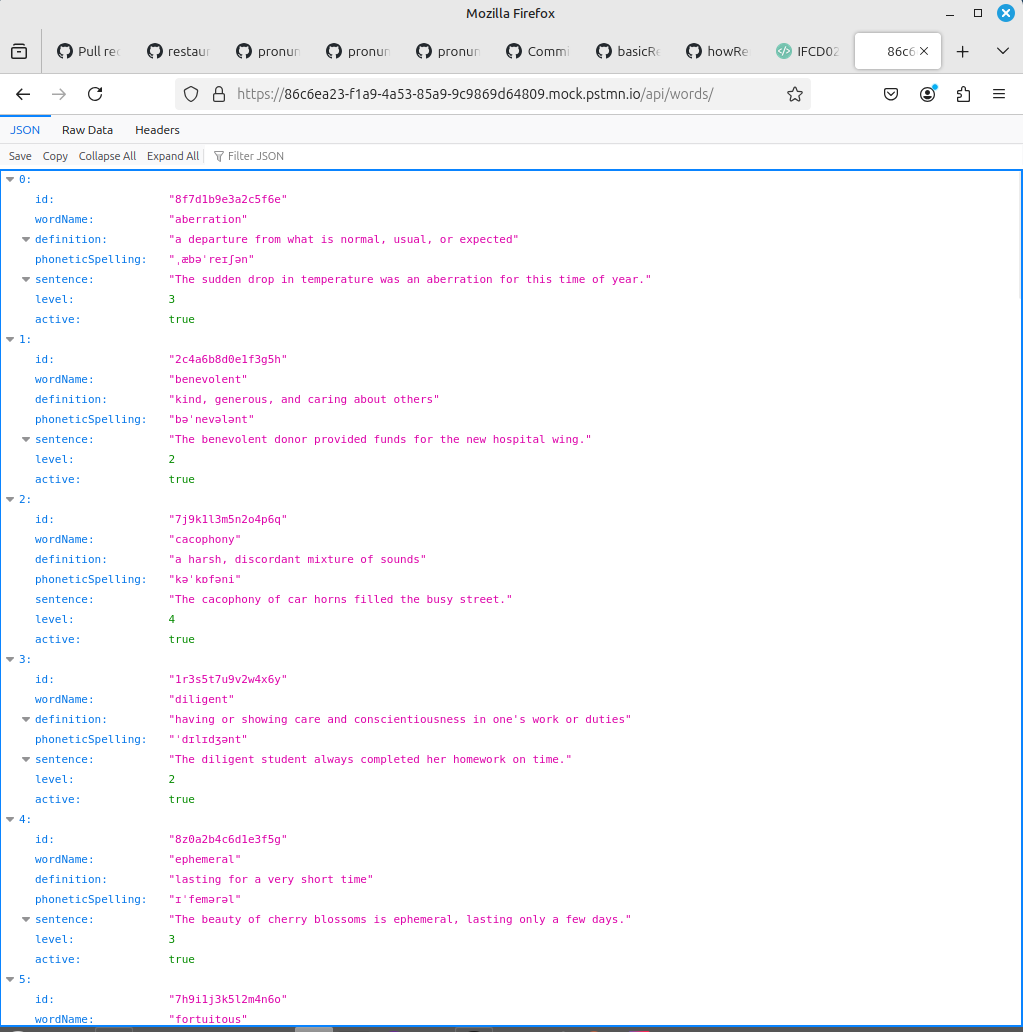 Mozilla Firefox
Pull re
restau
pronun
pronun
pronun
Commi
basicRe
howRe
IFCD02
86c6
https://86c6ea23-f1a9-4a53-85a9-9c9869d64809.mock.pstmn.io/api/words/
JSON Raw Data Headers
Save Copy Collapse All Expand All Filter JSON
0:
id: "8f7d1b9e3a2c5f6e"
wordName: "aberration"
definition: "a departure from what is normal, usual, or expected"
phoneticSpelling: "ˌæbəˈreɪʃən"
sentence: "The sudden drop in temperature was an aberration for this time of year."
level: 3
active: true
1:
id: "2c4a6b8d0e1f3g5h"
wordName: "benevolent"
definition: "kind, generous, and caring about others"
phoneticSpelling: "bəˈnevələnt"
sentence: "The benevolent donor provided funds for the new hospital wing."
level: 2
active: true
2:
id: "7j9k1l3m5n2o4p6q"
wordName: "cacophony"
definition: "a harsh, discordant mixture of sounds"
phoneticSpelling: "kəˈkɒfəni"
sentence: "The cacophony of car horns filled the busy street."
level: 4
active: true
3:
id: "1r3s5t7u9v2w4x6y"
wordName: "diligent"
definition: "having or showing care and conscientiousness in one's work or duties"
phoneticSpelling: "ˈdɪlɪdʒənt"
sentence: "The diligent student always completed her homework on time."
level: 2
active: true
4:
id: "8z0a2b4c6d1e3f5g"
wordName: "ephemeral"
definition: "lasting for a very short time"
phoneticSpelling: "ɪˈfemərəl"
sentence: "The beauty of cherry blossoms is ephemeral, lasting only a few days."
level: 3
active: true
5:
id: "7h9i1j3k5l2m4n6o"
wordName: "fortuitous"